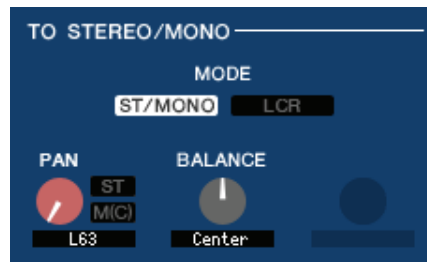 TO STEREO/MONO
MODE
ST/MONO LCR
PAN BALANCE
ST
M(C)
L63 Center